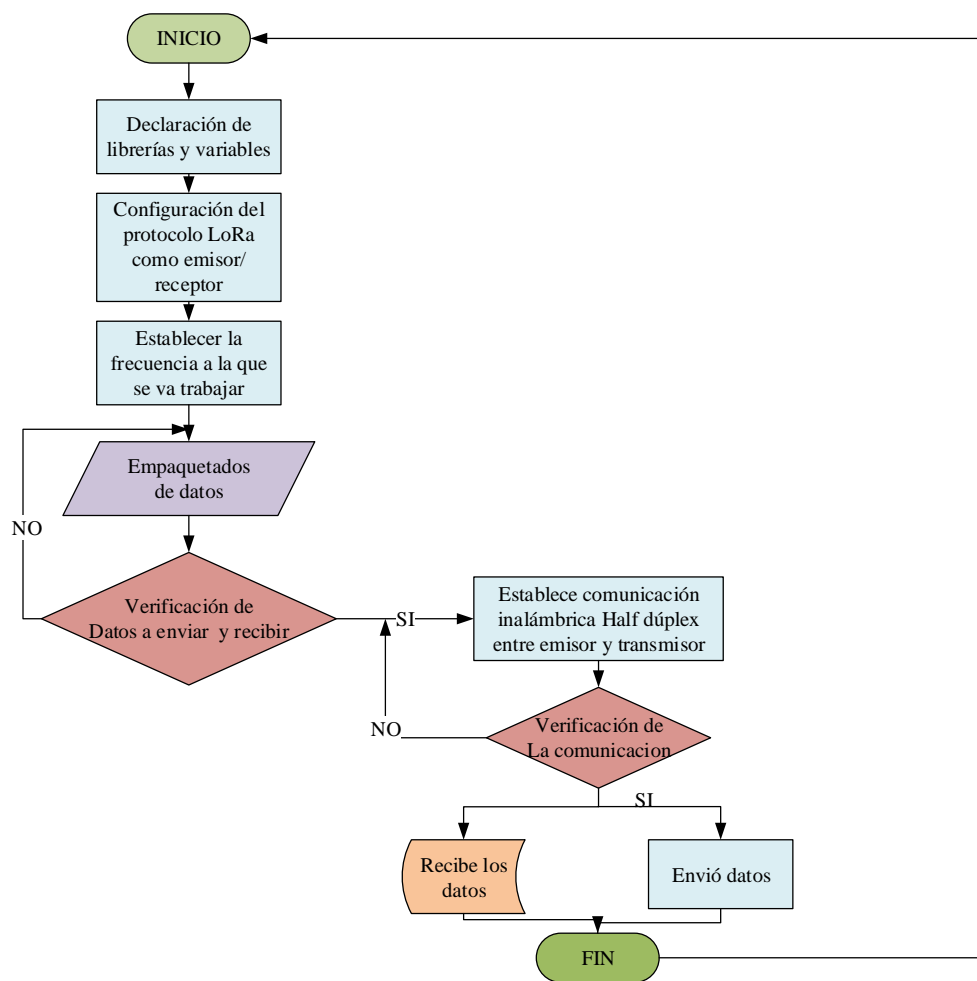 INICIO
Declaración de
librerías y variables
Configuración del
protocolo LoRa
como emisor/
receptor
Establecer la
frecuencia a la que
se va trabajar
Empaquetados
de datos
NO
Verificación de
Datos a enviar y recibir
SI
Establece comunicación
inalámbrica Half dúplex
entre emisor y transmisor
NO
Verificación de
La comunicacion
SI
Recibe los
datos
Envió datos
FIN